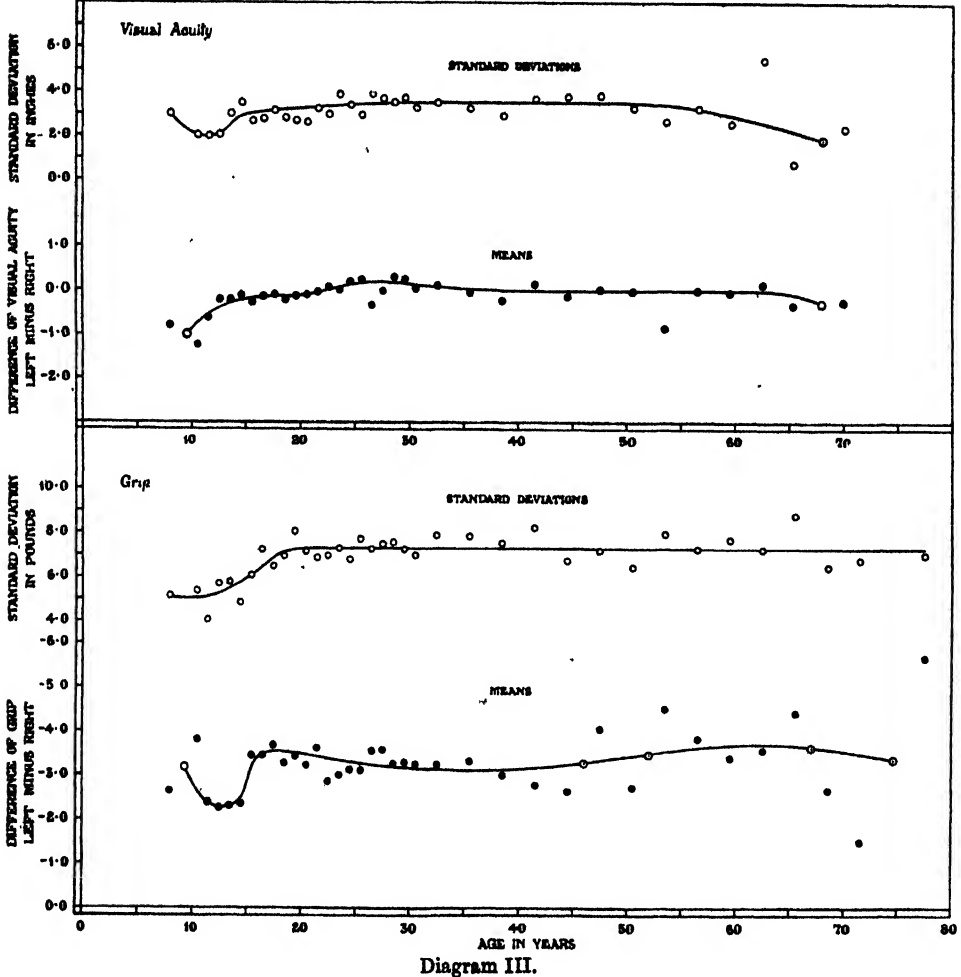 Visual Acuity
STANDARD DEVIATIONS
STANDARD DEVIATION
IN INCHES
6·0
4·0
2·0
0·0
MEANS
DIFFERENCE OF VISUAL ACUITY
LEFT MINUS RIGHT
1·0
0·0
-1·0
-2·0
10 20 30 40 50 60 70
Grip
STANDARD DEVIATIONS
STANDARD DEVIATION
IN POUNDS
10·0
8·0
6·0
4·0
MEANS
DIFFERENCE OF GRIP
LEFT MINUS RIGHT
-6·0
-5·0
-4·0
-3·0
-2·0
-1·0
0·0
0 10 20 30 40 50 60 70 80
AGE IN YEARS
Diagram III.